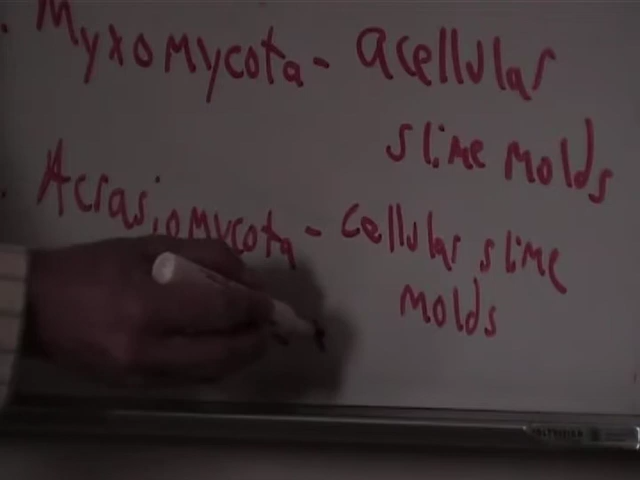 Myxomycota - acellular
slime molds
Acrasiomycota - cellular slime
molds